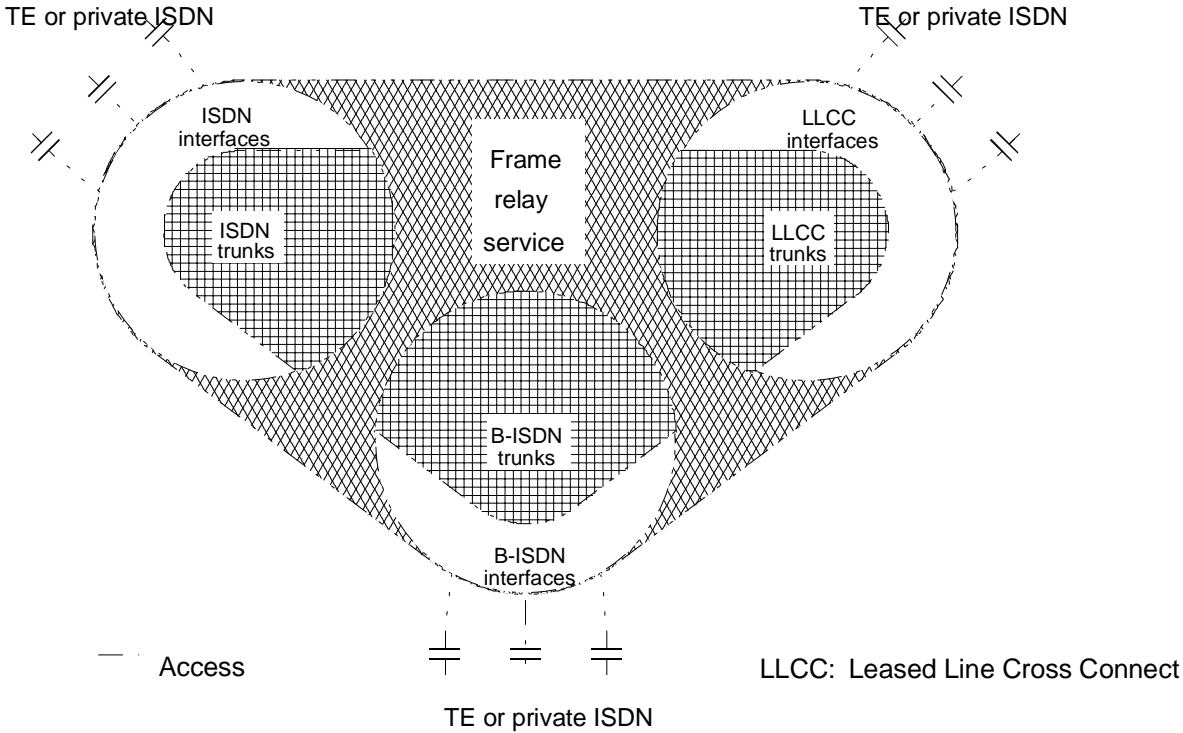 TE or private ISDN
TE or private ISDN
ISDN
interfaces
LLCC
interfaces
Frame
relay
service
ISDN
trunks
LLCC
trunks
B-ISDN
trunks
B-ISDN
interfaces
Access
LLCC: Leased Line Cross Connect
TE or private ISDN